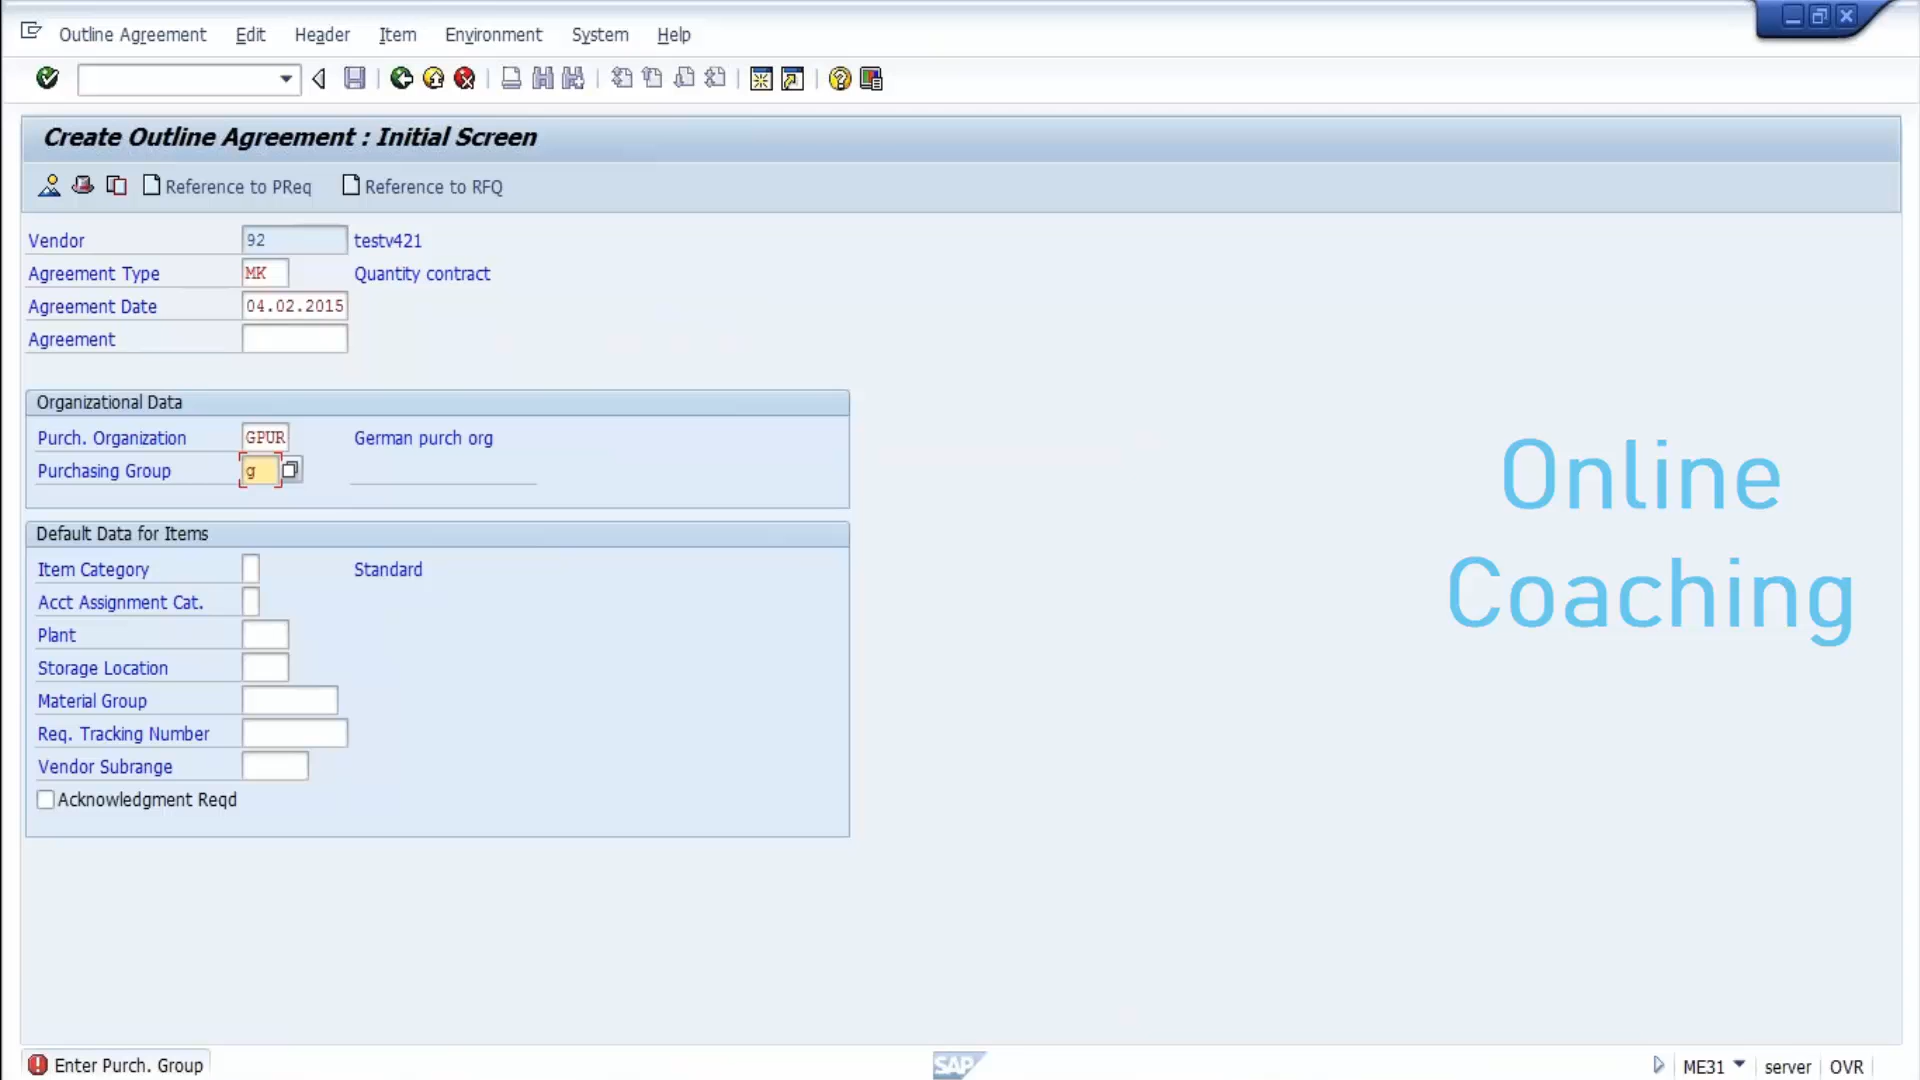 Outline Agreement Edit Header Item Environment System Help
Create Outline Agreement : Initial Screen
Reference to PReq Reference to RFQ
Vendor 92 testv421
Agreement Type MK Quantity contract
Agreement Date 04.02.2015
Agreement
Organizational Data
Purch. Organization GPUR German purch org
Purchasing Group g
Default Data for Items
Item Category Standard
Acct Assignment Cat.
Plant
Storage Location
Material Group
Req. Tracking Number
Vendor Subrange
Acknowledgment Reqd
Online
Coaching
Enter Purch. Group SAP ME31 server OVR